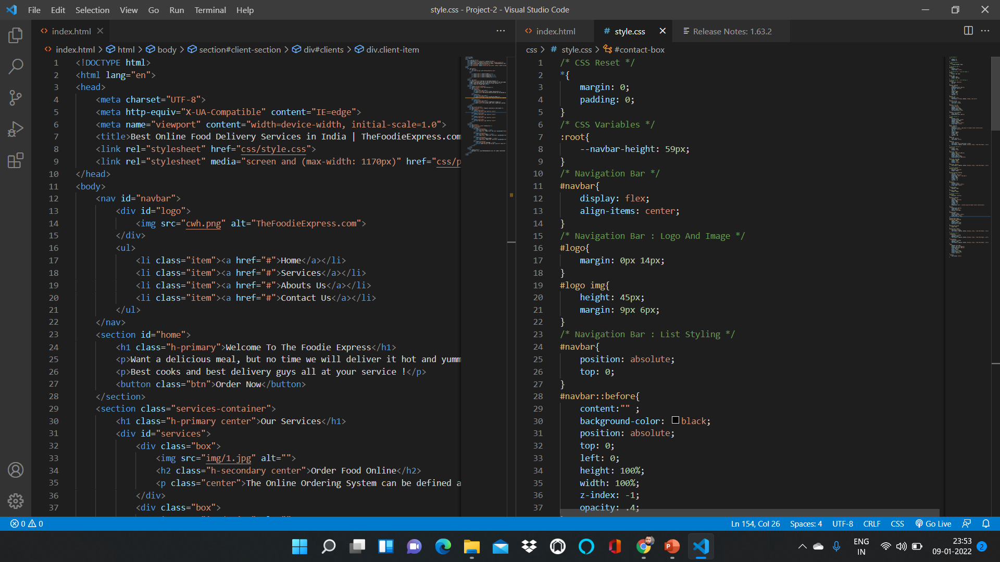 File Edit Selection View Go Run Terminal Help
style.css - Project-2 - Visual Studio Code
index.html
index.html > html > body > section#client-section > div#clients > div.client-item
1 <!DOCTYPE html>
2 <html lang="en">
3 <head>
4 <meta charset="UTF-8">
5 <meta http-equiv="X-UA-Compatible" content="IE=edge">
6 <meta name="viewport" content="width=device-width, initial-scale=1.0">
7 <title>Best Online Food Delivery Services in India | TheFoodieExpress.com
8 <link rel="stylesheet" href="css/style.css">
9 <link rel="stylesheet" media="screen and (max-width: 1170px)" href="css/p
10 </head>
11 <body>
12 <nav id="navbar">
13 <div id="logo">
14 <img src="cwh.png" alt="TheFoodieExpress.com">
15 </div>
16 <ul>
17 <li class="item"><a href="#">Home</a></li>
18 <li class="item"><a href="#">Services</a></li>
19 <li class="item"><a href="#">Abouts Us</a></li>
20 <li class="item"><a href="#">Contact Us</a></li>
21 </ul>
22 </nav>
23 <section id="home">
24 <h1 class="h-primary">Welcome To The Foodie Express</h1>
25 <p>Want a delicious meal, but no time we will deliver it hot and yumm
26 <p>Best cooks and best delivery guys all at your service !</p>
27 <button class="btn">Order Now</button>
28 </section>
29 <section class="services-container">
30 <h1 class="h-primary center">Our Services</h1>
31 <div id="services">
32 <div class="box">
33 <img src="img/1.jpg" alt="">
34 <h2 class="h-secondary center">Order Food Online</h2>
35 <p class="center">The Online Ordering System can be defined a
36 </div>
37 <div class="box">
index.html style.css Release Notes: 1.63.2
css > style.css > #contact-box
1 /* CSS Reset */
2 *{
3 margin: 0;
4 padding: 0;
5 }
6 /* CSS Variables */
7 :root{
8 --navbar-height: 59px;
9 }
10 /* Navigation Bar */
11 #navbar{
12 display: flex;
13 align-items: center;
14 }
15 /* Navigation Bar : Logo And Image */
16 #logo{
17 margin: 0px 14px;
18 }
19 #logo img{
20 height: 45px;
21 margin: 9px 6px;
22 }
23 /* Navigation Bar : List Styling */
24 #navbar{
25 position: absolute;
26 top: 0;
27 }
28 #navbar::before{
29 content:"" ;
30 background-color: black;
31 position: absolute;
32 top: 0;
33 left: 0;
34 height: 100%;
35 width: 100%;
36 z-index: -1;
37 opacity: .4;
0 0
Ln 154, Col 26 Spaces: 4 UTF-8 CRLF CSS Go Live
ENG
IN
23:53
09-01-2022
2